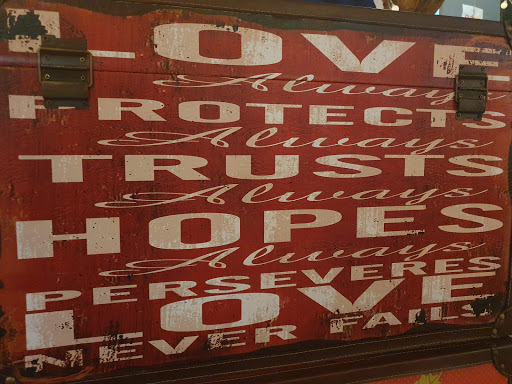 LOVE
Always
PROTECTS
Always
TRUSTS
Always
HOPES
Always
PERSEVERES
LOVE
NEVER FAILS